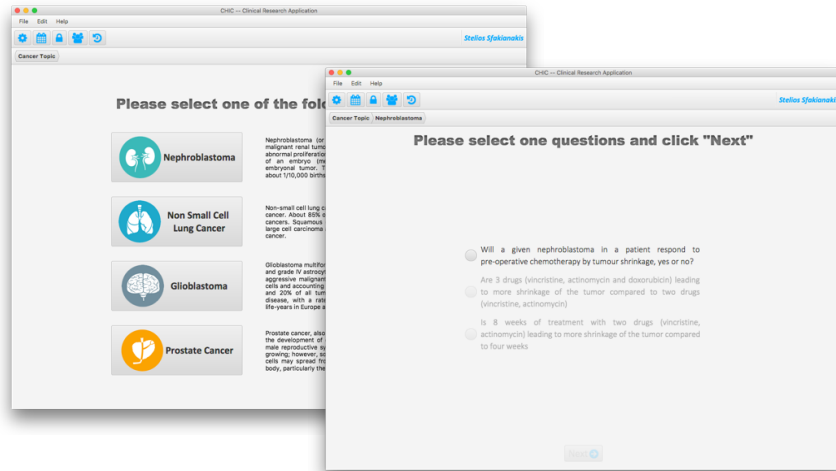 CHIC -- Clinical Research Application
File Edit Help
Stelios Sfakianakis
Cancer Topic
Please select one of the fol
Nephroblastoma
Nephroblastoma (or
malignant renal tumo
abnormal proliferation
of an embryo (me
embryonal tumor. T
about 1/10,000 births
Non Small Cell
Lung Cancer
Non-small cell lung c
cancer. About 85% o
cancers. Squamous
large cell carcinoma
cancer.
Glioblastoma
Glioblastoma multifor
and grade IV astrocyt
aggressive malignant
cells and accounting
and 20% of all tum
disease, with a rate
life-years in Europe a
Prostate Cancer
Prostate cancer, also
the development of
male reproductive sy
growing; however, so
cells may spread fro
body, particularly the
CHIC -- Clinical Research Application
File Edit Help
Stelios Sfakianakis
Cancer Topic Nephroblastoma
Please select one questions and click "Next"
Will a given nephroblastoma in a patient respond to
pre-operative chemotherapy by tumour shrinkage, yes or no?
Are 3 drugs (vincristine, actinomycin and doxorubicin) leading
to more shrinkage of the tumor compared to two drugs
(vincristine, actinomycin)
Is 8 weeks of treatment with two drugs (vincristine,
actinomycin) leading to more shrinkage of the tumor compared
to four weeks
Next